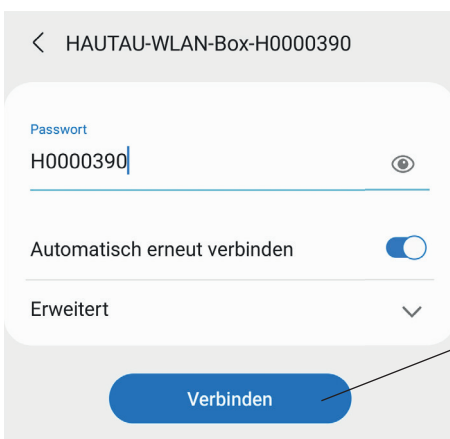 HAUTAU-WLAN-Box-H0000390
Passwort
H0000390
Automatisch erneut verbinden
Erweitert
Verbinden